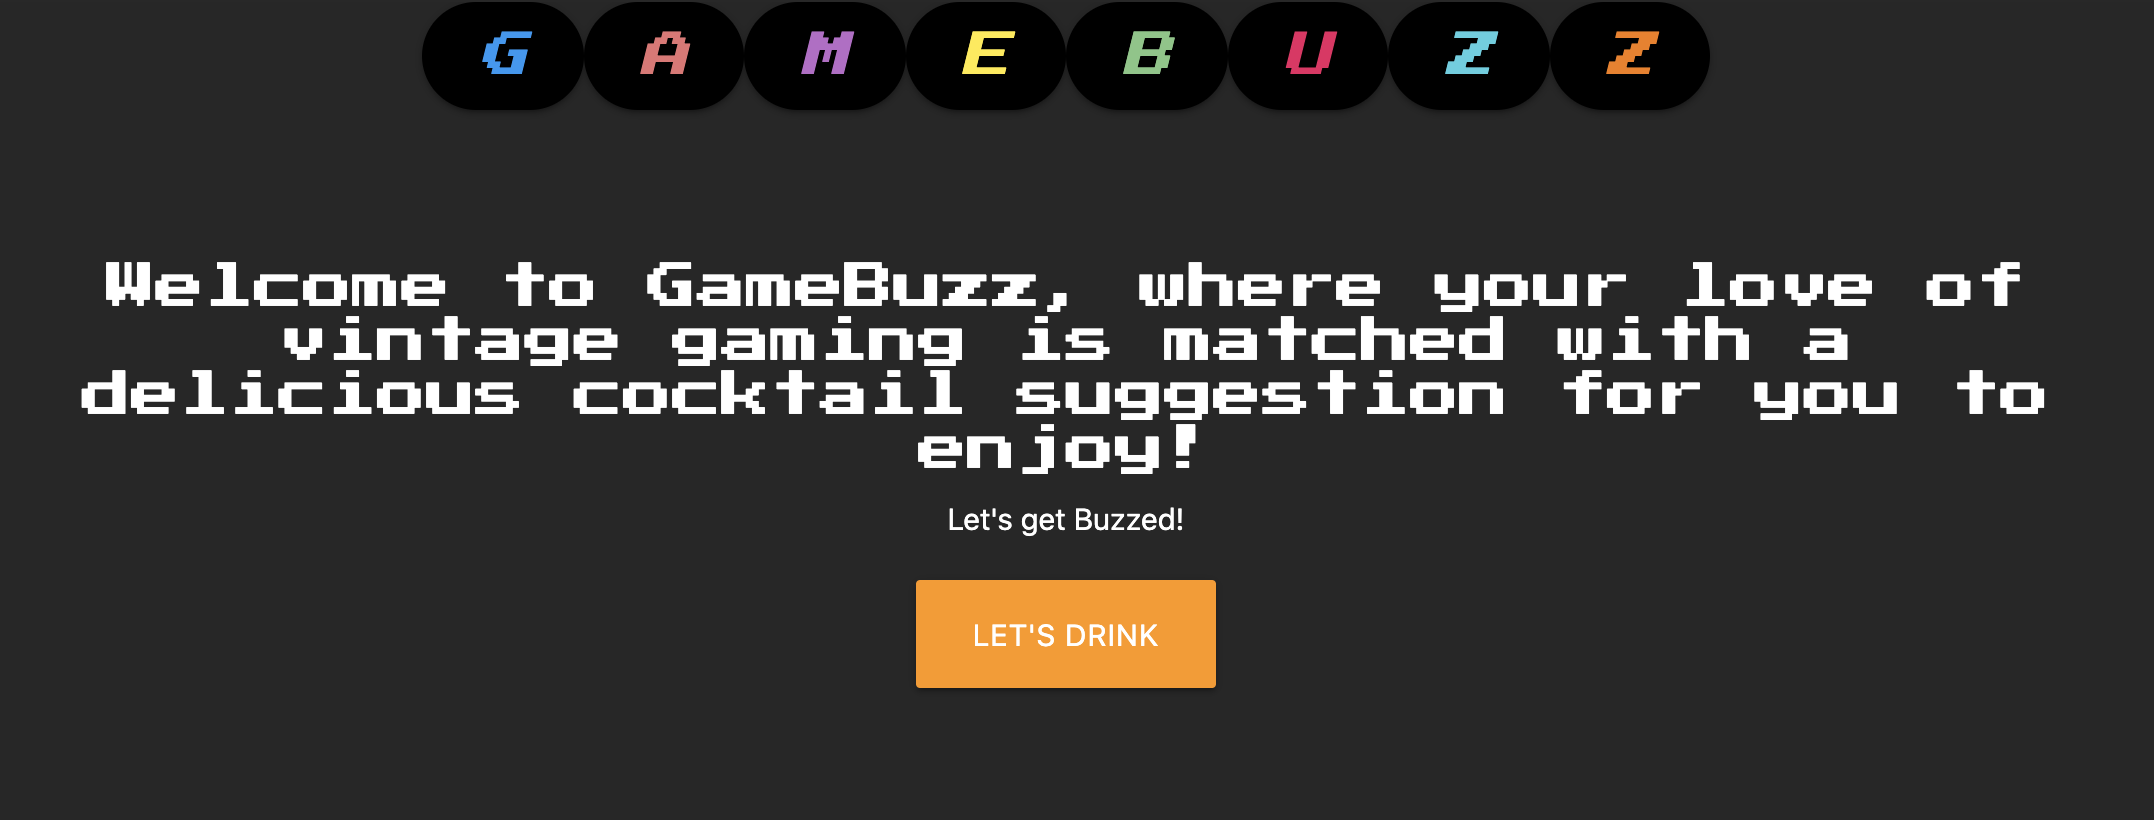 G A M E B U Z Z
Welcome to GameBuzz, where your love of
vintage gaming is matched with a
delicious cocktail suggestion for you to
enjoy!
Let's get Buzzed!
LET'S DRINK